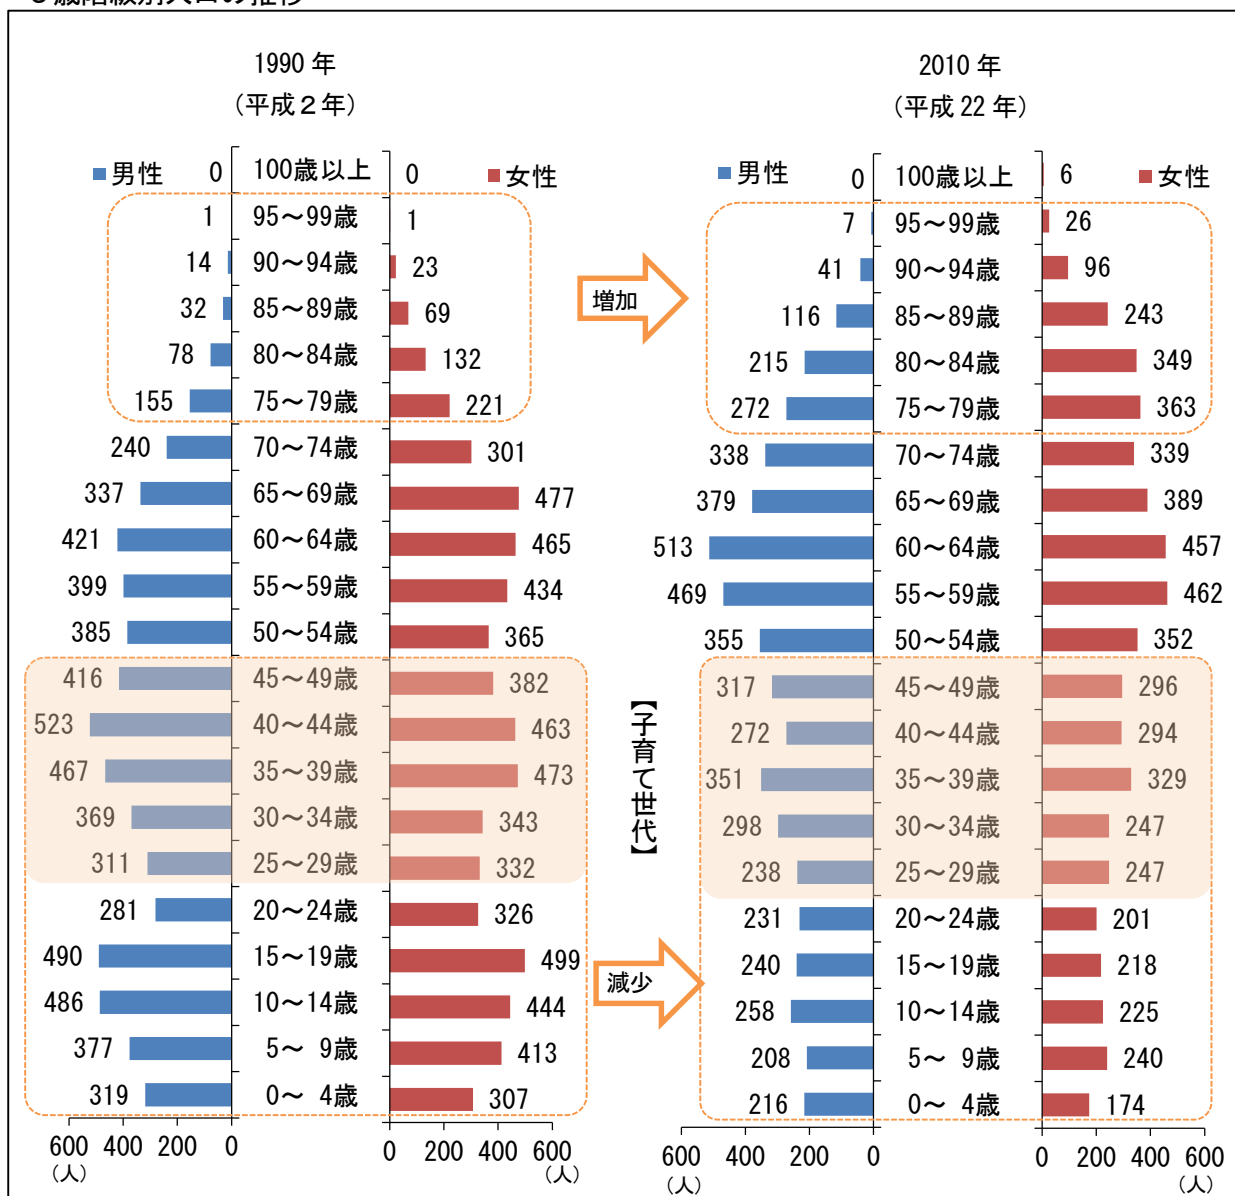 5歳階級別人口の推移
1990 年
（平成２年）
2010 年
（平成 22 年）
■男性 0 100歳以上 0 ■女性
1 95～99歳 1
14 90～94歳 23
32 85～89歳 69
78 80～84歳 132
155 75～79歳 221
240 70～74歳 301
337 65～69歳 477
421 60～64歳 465
399 55～59歳 434
385 50～54歳 365
416 45～49歳 382
523 40～44歳 463
467 35～39歳 473
369 30～34歳 343
311 25～29歳 332
281 20～24歳 326
490 15～19歳 499
486 10～14歳 444
377 5～ 9歳 413
319 0～ 4歳 307
600 400 200 0 0 200 400 600
（人） （人）
増加
【子育て世代】
減少
■男性 0 100歳以上 6 ■女性
7 95～99歳 26
41 90～94歳 96
116 85～89歳 243
215 80～84歳 349
272 75～79歳 363
338 70～74歳 339
379 65～69歳 389
513 60～64歳 457
469 55～59歳 462
355 50～54歳 352
317 45～49歳 296
272 40～44歳 294
351 35～39歳 329
298 30～34歳 247
238 25～29歳 247
231 20～24歳 201
240 15～19歳 218
258 10～14歳 225
208 5～ 9歳 240
216 0～ 4歳 174
600 400 200 0 0 200 400 600
（人） （人）